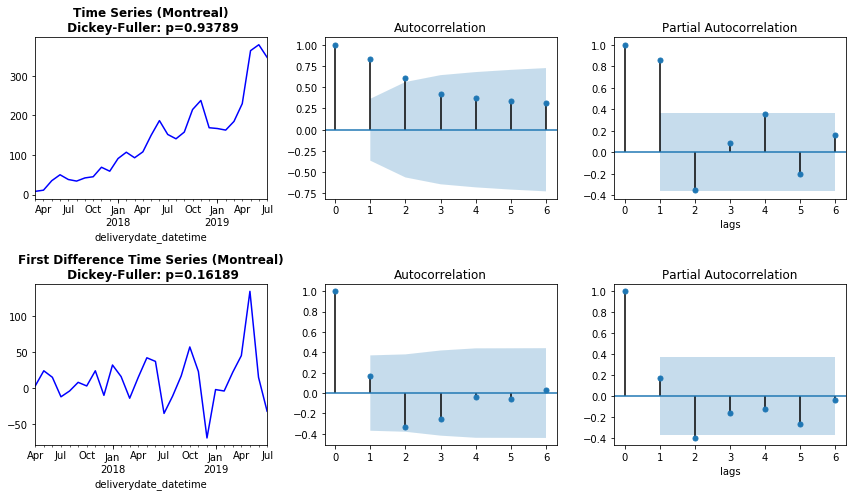 Time Series (Montreal)
Dickey-Fuller: p=0.93789
300
200
100
0
Apr Jul Oct Jan Apr Jul Oct Jan Apr Jul
2018 2019
deliverydate_datetime
Autocorrelation
1.00
0.75
0.50
0.25
0.00
−0.25
−0.50
−0.75
0 1 2 3 4 5 6
Partial Autocorrelation
1.0
0.8
0.6
0.4
0.2
0.0
−0.2
−0.4
0 1 2 3 4 5 6
lags
First Difference Time Series (Montreal)
Dickey-Fuller: p=0.16189
100
50
0
−50
Apr Jul Oct Jan Apr Jul Oct Jan Apr Jul
2018 2019
deliverydate_datetime
Autocorrelation
1.0
0.8
0.6
0.4
0.2
0.0
−0.2
−0.4
0 1 2 3 4 5 6
Partial Autocorrelation
1.0
0.8
0.6
0.4
0.2
0.0
−0.2
−0.4
0 1 2 3 4 5 6
lags